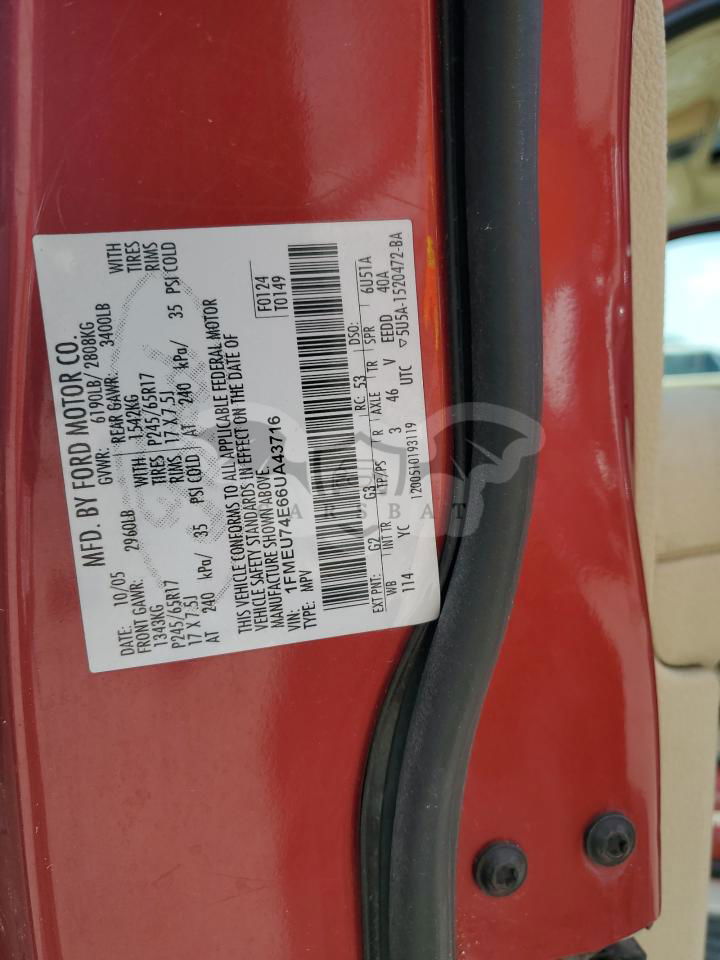 MFD. BY FORD MOTOR CO.
DATE: 10/05 GVWR: 6190LB/ 2808KG
FRONT GAWR: 2960LB REAR GAWR: 3400LB
1343KG WITH 1542KG WITH
P245/65R17 TIRES P245/65R17 TIRES
17 X 7.5J RIMS 17 X 7.5J RIMS
AT 240 kPa/ 35 PSI COLD AT 240 kPa/ 35 PSI COLD
THIS VEHICLE CONFORMS TO ALL APPLICABLE FEDERAL MOTOR
VEHICLE SAFETY STANDARDS IN EFFECT ON THE DATE OF
MANUFACTURE SHOWN ABOVE.
VIN: 1FMEU74E66UA43716 F0124
TYPE: MPV T0149
EXT PNT: G2 G3 RC: 53 DSO: 6U51A
WB INT TR TP/PS R AXLE TR SPR 40A
114 YC 3 46 V EEDD
UTC ▽5U5A-1520472-BA
1200510193119
CARSBAT